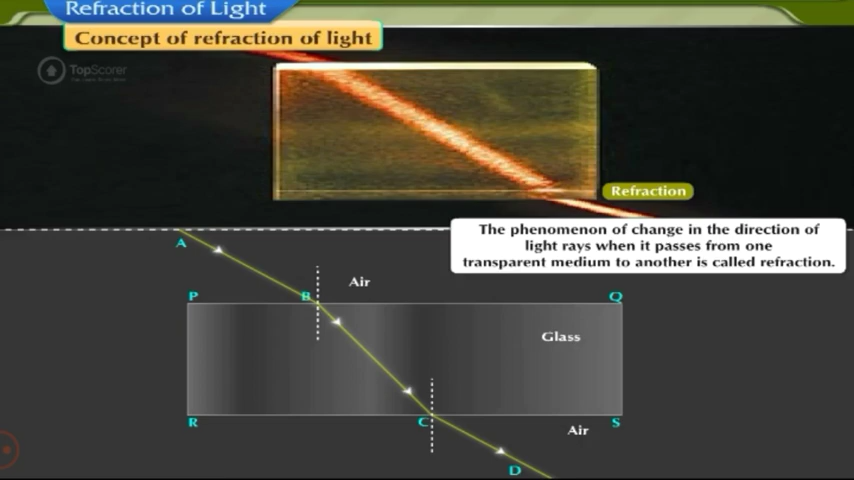 Refraction of Light
Concept of refraction of light
TopScorer
Refraction
The phenomenon of change in the direction of
light rays when it passes from one
transparent medium to another is called refraction.
A
Air
P
B
Q
Glass
R
C
S
Air
D